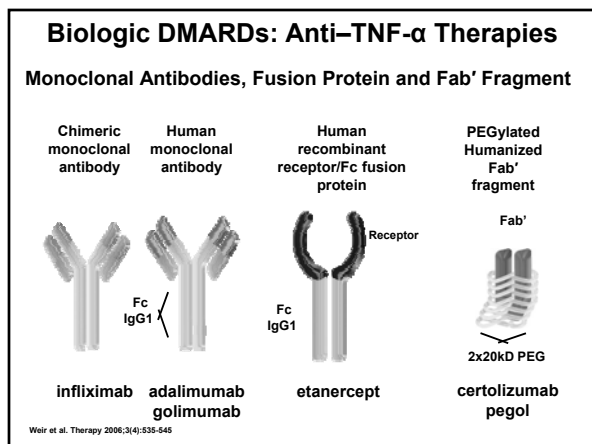 Biologic DMARDs: Anti–TNF-α Therapies
Monoclonal Antibodies, Fusion Protein and Fab′ Fragment
Chimeric
monoclonal
antibody
Human
monoclonal
antibody
Human
recombinant
receptor/Fc fusion
protein
PEGylated
Humanized
Fab′
fragment
Receptor
Fab’
Fc
IgG1
Fc
IgG1
2x20kD PEG
infliximab
adalimumab
golimumab
etanercept
certolizumab
pegol
Weir et al. Therapy 2006;3(4):535-545